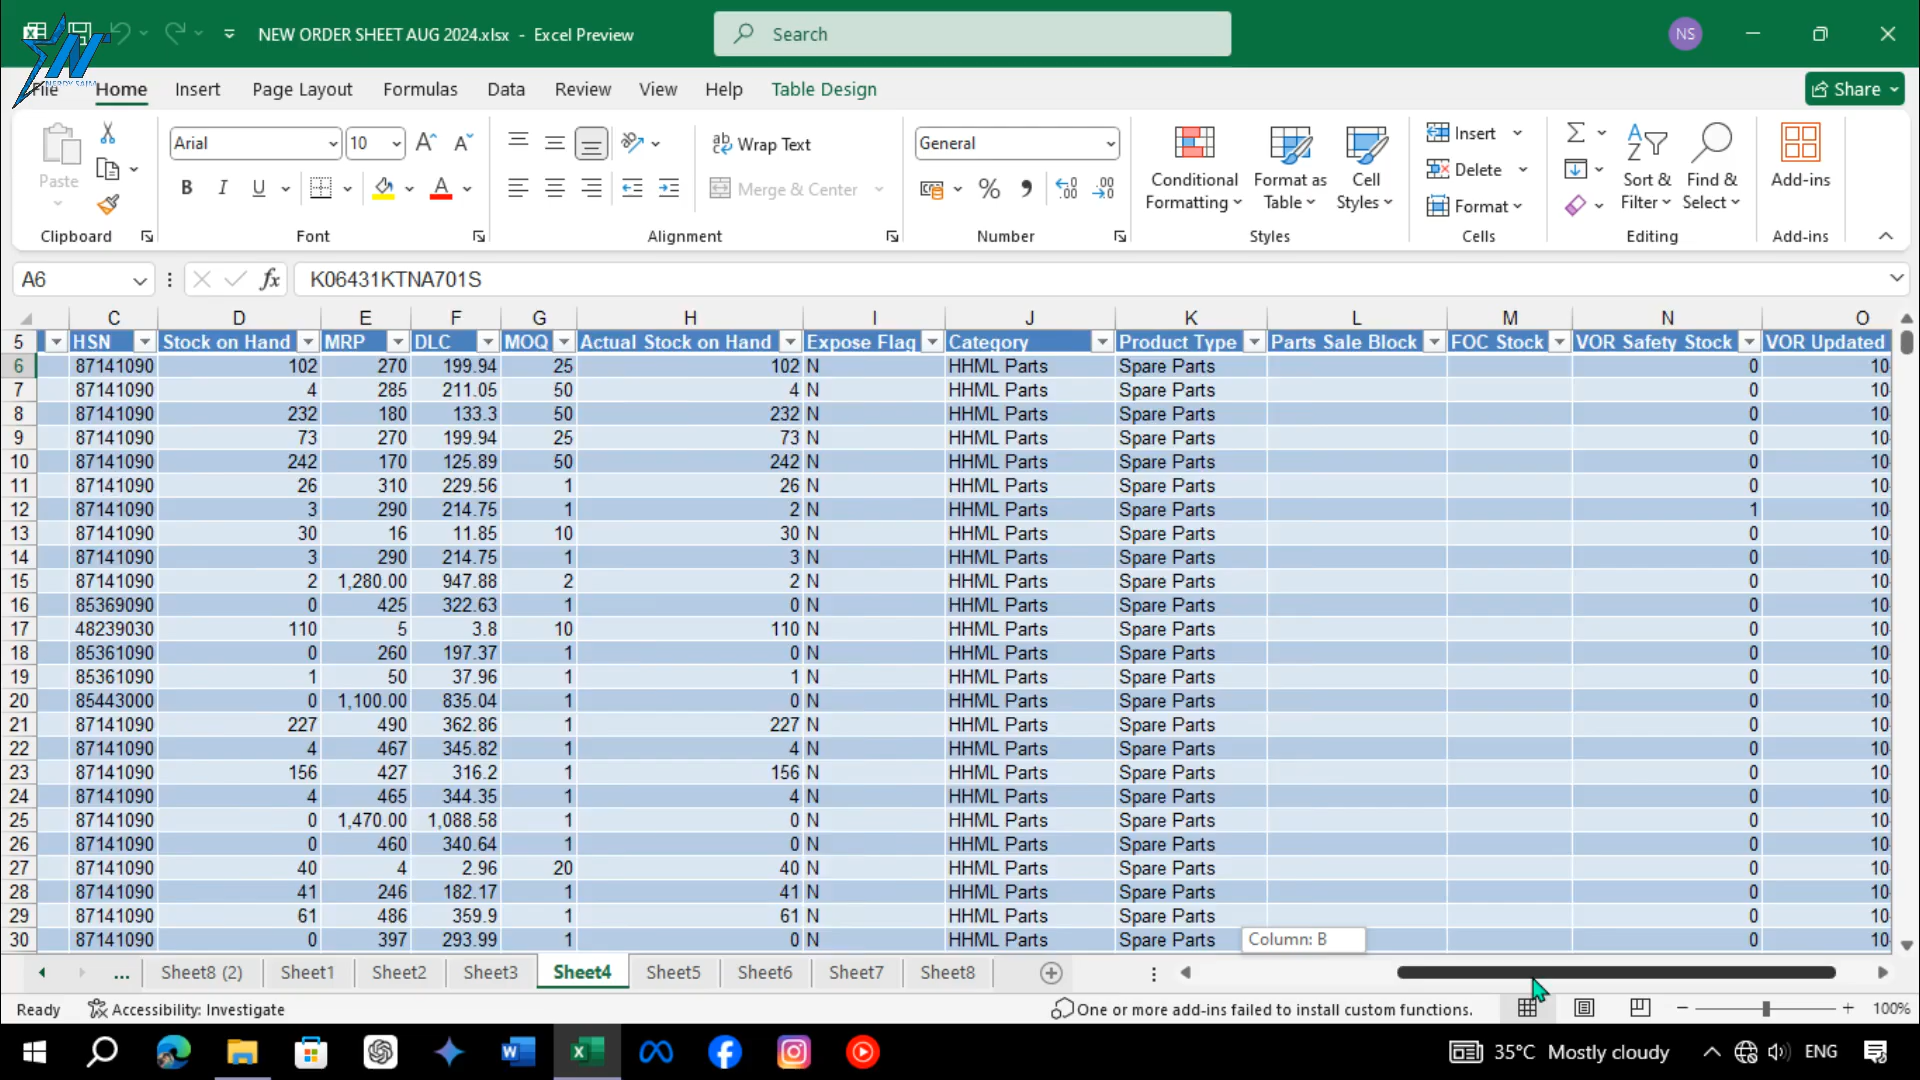 NEW ORDER SHEET AUG 2024.xlsx - Excel Preview
Search
NS
File Home Insert Page Layout Formulas Data Review View Help Table Design
Share
Paste
Clipboard
Arial 10
B I U
Font
Wrap Text
Merge & Center
Alignment
General
Number
Conditional Formatting
Format as Table
Cell Styles
Styles
Insert
Delete
Format
Cells
Sort & Filter
Find & Select
Editing
Add-ins
Add-ins
A6 fx K06431KTNA701S
C D E F G H I J K L M N O
5 HSN Stock on Hand MRP DLC MOQ Actual Stock on Hand Expose Flag Category Product Type Parts Sale Block FOC Stock VOR Safety Stock VOR Updated
6 87141090 102 270 199.94 25 102 N HHML Parts Spare Parts 0 10
7 87141090 4 285 211.05 50 4 N HHML Parts Spare Parts 0 10
8 87141090 232 180 133.3 50 232 N HHML Parts Spare Parts 0 10
9 87141090 73 270 199.94 25 73 N HHML Parts Spare Parts 0 10
10 87141090 242 170 125.89 50 242 N HHML Parts Spare Parts 0 10
11 87141090 26 310 229.56 1 26 N HHML Parts Spare Parts 0 10
12 87141090 3 290 214.75 1 2 N HHML Parts Spare Parts 1 10
13 87141090 30 16 11.85 10 30 N HHML Parts Spare Parts 0 10
14 87141090 3 290 214.75 1 3 N HHML Parts Spare Parts 0 10
15 87141090 2 1,280.00 947.88 2 2 N HHML Parts Spare Parts 0 10
16 85369090 0 425 322.63 1 0 N HHML Parts Spare Parts 0 10
17 48239030 110 5 3.8 10 110 N HHML Parts Spare Parts 0 10
18 85361090 0 260 197.37 1 0 N HHML Parts Spare Parts 0 10
19 85361090 1 50 37.96 1 1 N HHML Parts Spare Parts 0 10
20 85443000 0 1,100.00 835.04 1 0 N HHML Parts Spare Parts 0 10
21 87141090 227 490 362.86 1 227 N HHML Parts Spare Parts 0 10
22 87141090 4 467 345.82 1 4 N HHML Parts Spare Parts 0 10
23 87141090 156 427 316.2 1 156 N HHML Parts Spare Parts 0 10
24 87141090 4 465 344.35 1 4 N HHML Parts Spare Parts 0 10
25 87141090 0 1,470.00 1,088.58 1 0 N HHML Parts Spare Parts 0 10
26 87141090 0 460 340.64 1 0 N HHML Parts Spare Parts 0 10
27 87141090 40 4 2.96 20 40 N HHML Parts Spare Parts 0 10
28 87141090 41 246 182.17 1 41 N HHML Parts Spare Parts 0 10
29 87141090 61 486 359.9 1 61 N HHML Parts Spare Parts 0 10
30 87141090 0 397 293.99 1 0 N HHML Parts Spare Parts 0 10
Column: B
... Sheet8 (2) Sheet1 Sheet2 Sheet3 Sheet4 Sheet5 Sheet6 Sheet7 Sheet8
Ready Accessibility: Investigate One or more add-ins failed to install custom functions. 100%
35°C Mostly cloudy ENG